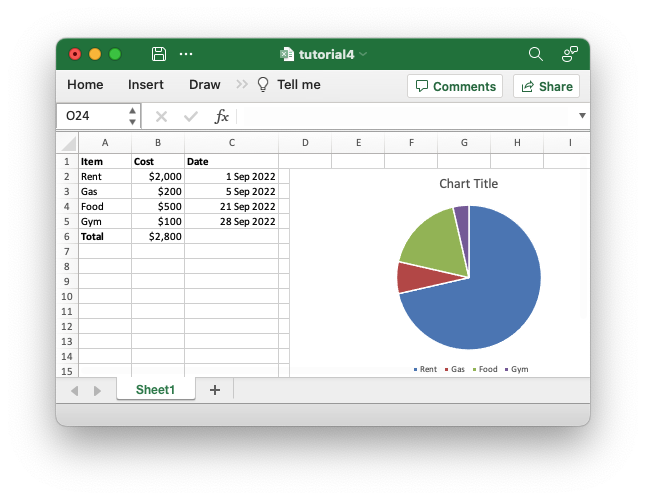 tutorial4
Home Insert Draw Tell me Comments Share
O24 fx
A B C D E F G H I
1 Item Cost Date
2 Rent $2,000 1 Sep 2022
3 Gas $200 5 Sep 2022
4 Food $500 21 Sep 2022
5 Gym $100 28 Sep 2022
6 Total $2,800
7
8
9
10
11
12
13
14
15
Chart Title
Rent Gas Food Gym
Sheet1 +